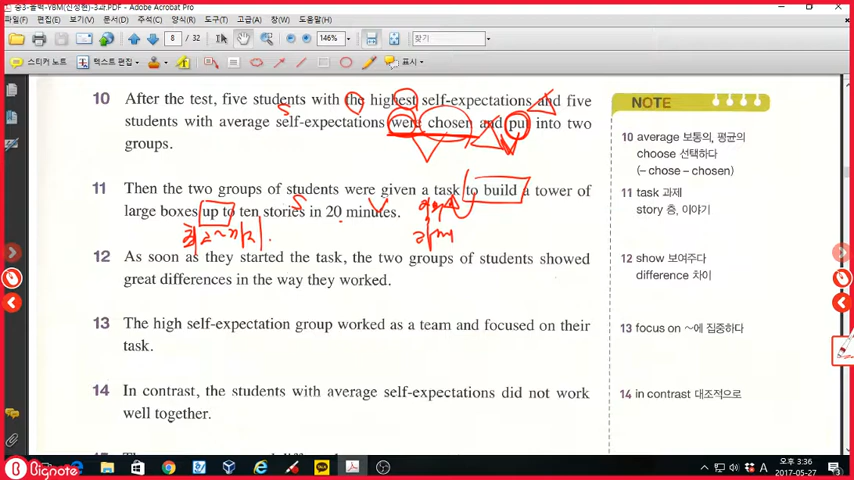 중3-올백-YBM(신정현)-3과.PDF - Adobe Acrobat Pro
파일(F) 편집(E) 보기(V) 문서(D) 주석(C) 양식(R) 도구(T) 고급(A) 창(W) 도움말(H)
8 / 32 146% 찾기
스티커 노트 텍스트 편집 표시
10 After the test, five students with the highest self-expectations and five
students with average self-expectations were chosen and put into two
groups.
11 Then the two groups of students were given a task to build a tower of
large boxes up to ten stories in 20 minutes.
S
V
S
V
12 As soon as they started the task, the two groups of students showed
great differences in the way they worked.
13 The high self-expectation group worked as a team and focused on their
task.
14 In contrast, the students with average self-expectations did not work
well together.
NOTE
10 average 보통의, 평균의
choose 선택하다
(– chose – chosen)
11 task 과제
story 층, 이야기
12 show 보여주다
difference 차이
13 focus on ~에 집중하다
14 in contrast 대조적으로
Bignote
TALK
A
오후 3:36
2017-05-27